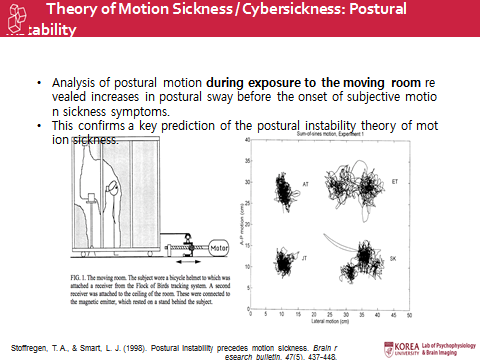 Theory of Motion Sickness / Cybersickness: Postural
tability
• Analysis of postural motion during exposure to the moving room re
vealed increases in postural sway before the onset of subjective motio
n sickness symptoms.
• This confirms a key prediction of the postural instability theory of mot
ion sickness.
Motor
FIG. 1. The moving room. The subject wore a bicycle helmet to which was
attached a receiver from the Flock of Birds tracking system. A second
receiver was attached to the ceiling of the room. These were connected to
the magnetic emitter, which rested on a stand behind the subject.
Sum-of-sines motion, Experiment 1
A-P motion (cm)
40
35
30
25
20
15
10
5
0
AT
ET
JT
SK
0 5 10 15 20 25 30 35 40 45 50
Lateral motion (cm)
Stoffregen, T. A., & Smart, L. J. (1998). Postural instability precedes motion sickness. Brain r
esearch bulletin, 47(5), 437-448.
KOREA
UNIVERSITY
Lab of Psychophysiology
& Brain Imaging